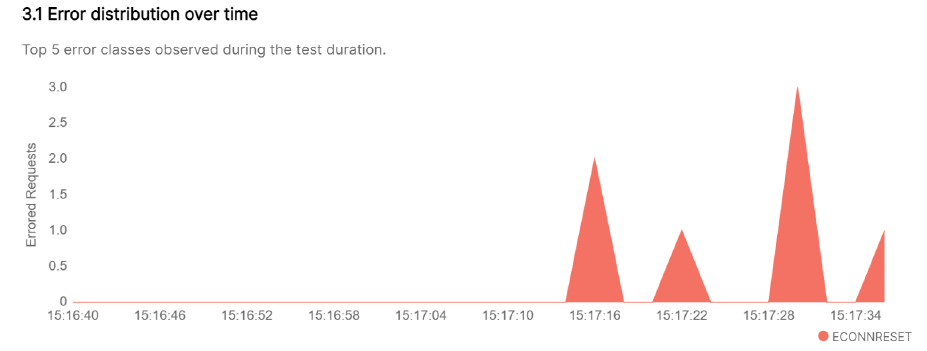 3.1 Error distribution over time
Top 5 error classes observed during the test duration.
3.0
2.5
2.0
1.5
1.0
0.5
0
Errored Requests
15:16:40 15:16:46 15:16:52 15:16:58 15:17:04 15:17:10 15:17:16 15:17:22 15:17:28 15:17:34
ECONNRESET